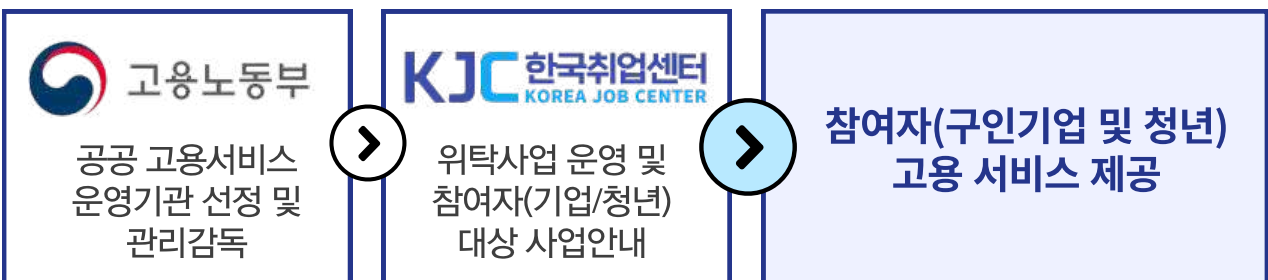 고용노동부
공공 고용서비스
운영기관 선정 및
관리감독
KJC 한국취업센터
KOREA JOB CENTER
위탁사업 운영 및
참여자(기업/청년)
대상 사업안내
참여자(구인기업 및 청년)
고용 서비스 제공